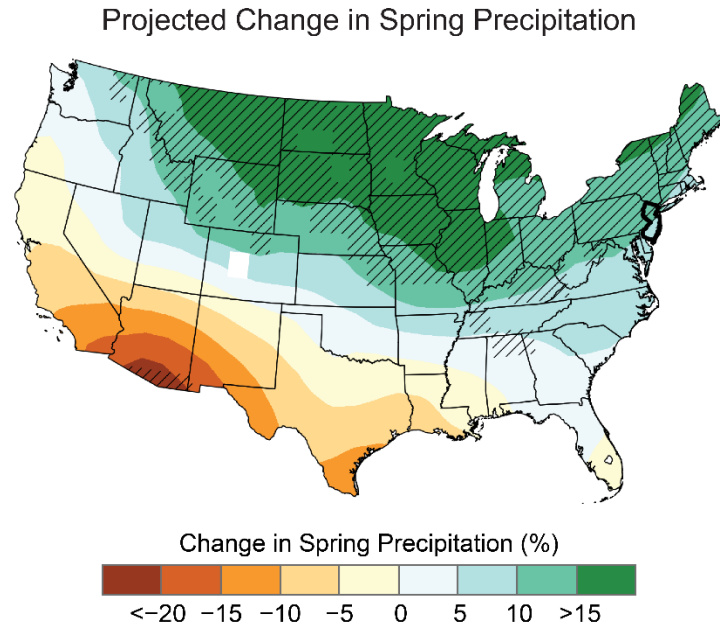 Projected Change in Spring Precipitation
Change in Spring Precipitation (%)
<−20 −15 −10 −5 0 5 10 >15